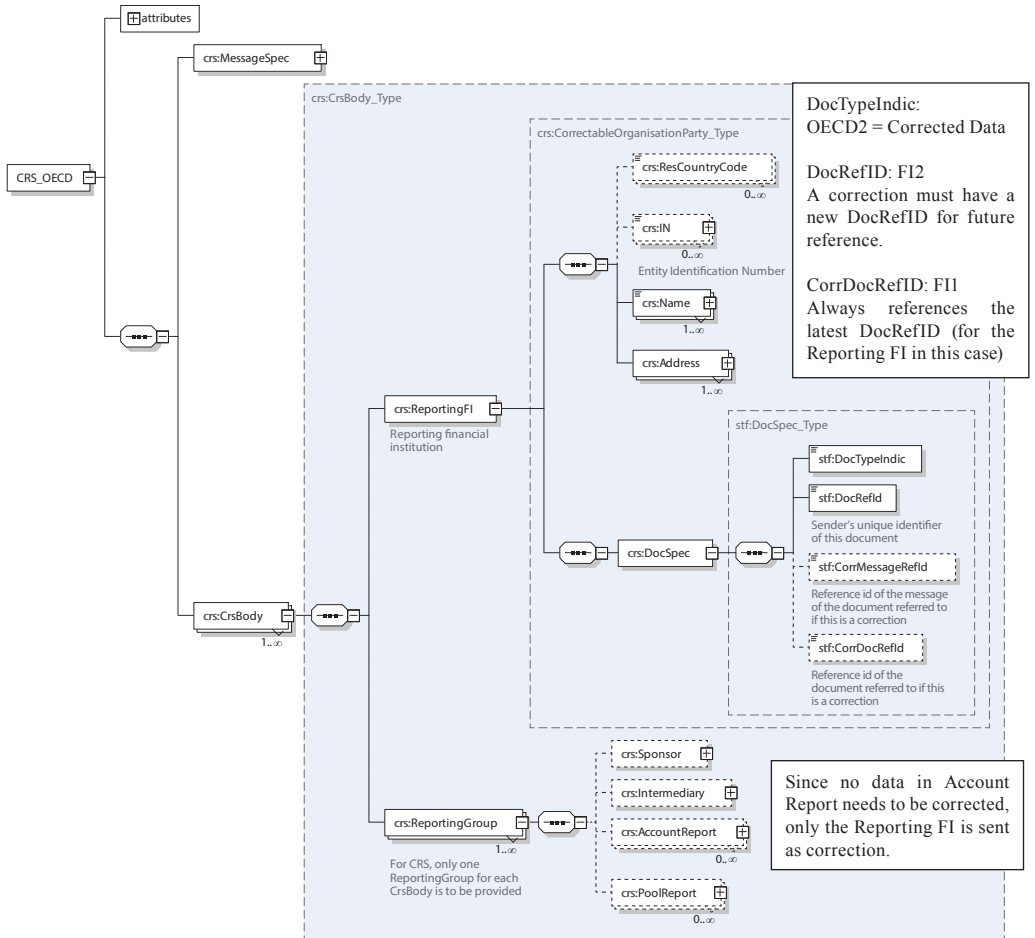 attributes
crs:MessageSpec
crs:CrsBody_Type
DocTypeIndic:
OECD2 = Corrected Data
DocRefID: FI2
A correction must have a
new DocRefID for future
reference.
CorrDocRefID: FI1
Always references the
latest DocRefID (for the
Reporting FI in this case)
crs:CorrectableOrganisationParty_Type
crs:ResCountryCode
0..∞
CRS_OECD
crs:IN
0..∞
Entity Identification Number
crs:Name
1..∞
crs:Address
1..∞
crs:ReportingFI
Reporting financial
institution
stf:DocSpec_Type
stf:DocTypeIndic
stf:DocRefId
Sender's unique identifier
of this document
crs:DocSpec
stf:CorrMessageRefId
Reference id of the message
of the document referred to
if this is a correction
crs:CrsBody
1..∞
stf:CorrDocRefId
Reference id of the
document referred to if this
is a correction
crs:Sponsor
crs:Intermediary
crs:ReportingGroup
1..∞
crs:AccountReport
0..∞
For CRS, only one
ReportingGroup for each
CrsBody is to be provided
crs:PoolReport
0..∞
Since no data in Account
Report needs to be corrected,
only the Reporting FI is sent
as correction.